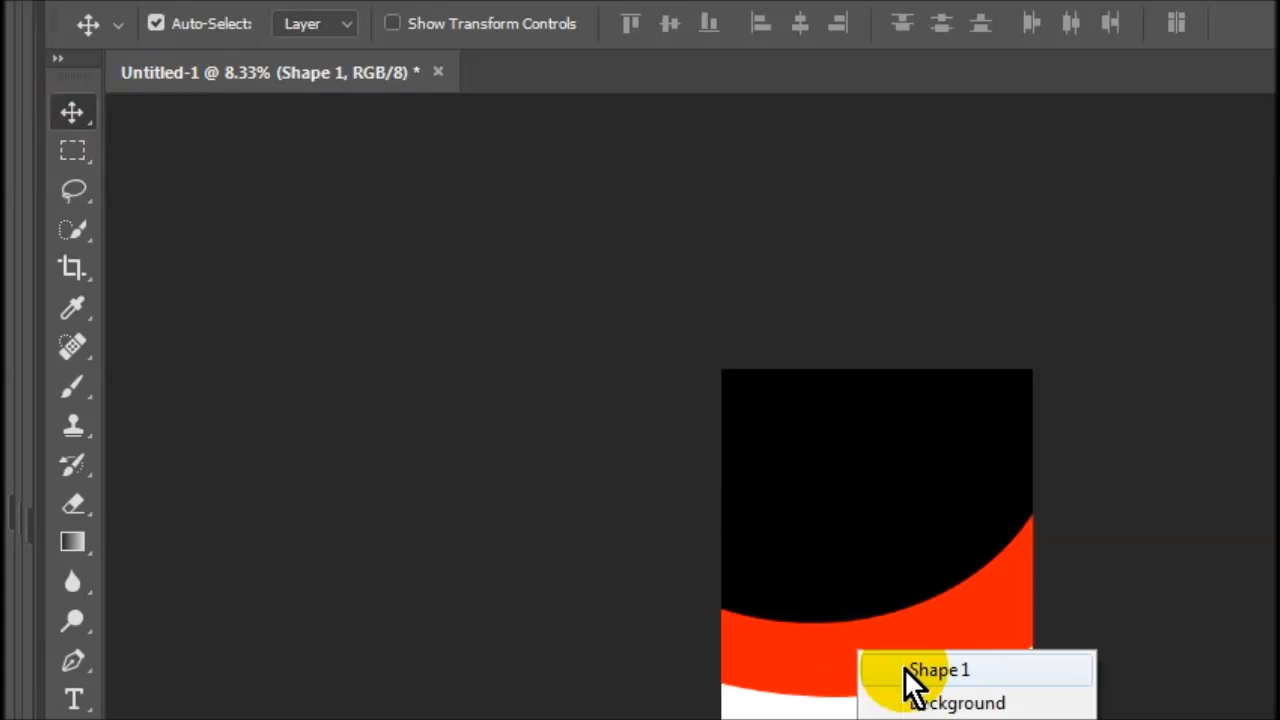 Auto-Select: Layer Show Transform Controls
Untitled-1 @ 8.33% (Shape 1, RGB/8) * ×
T
Shape 1
Background